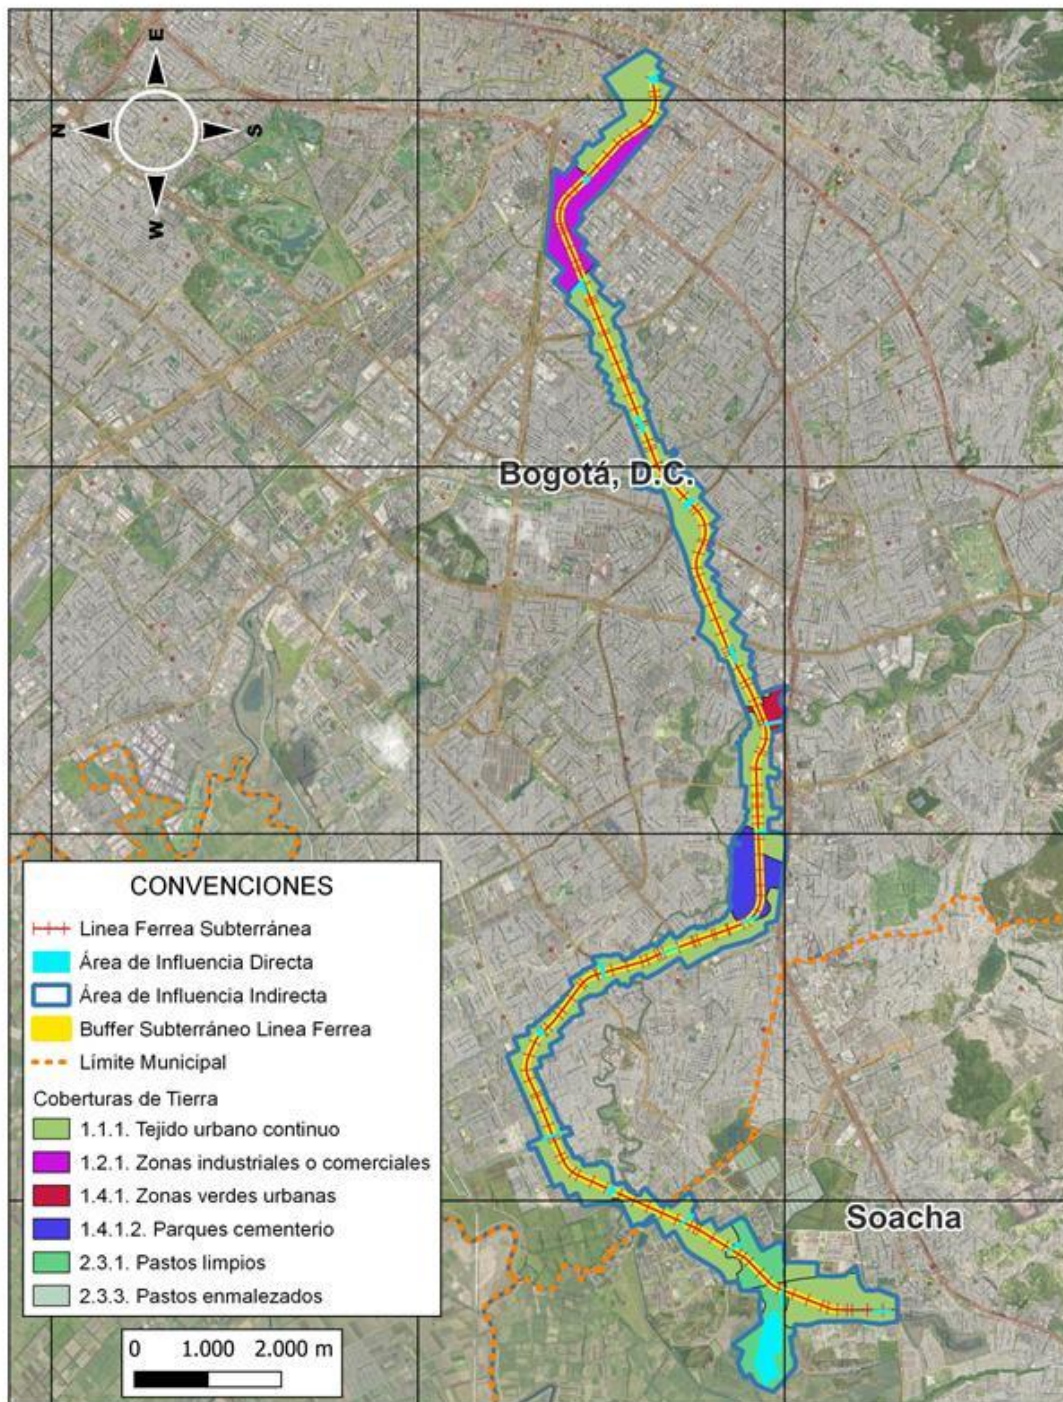 E
N
S
W
Bogotá, D.C.
CONVENCIONES
Linea Ferrea Subterránea
Área de Influencia Directa
Área de Influencia Indirecta
Buffer Subterráneo Linea Ferrea
Límite Municipal
Coberturas de Tierra
1.1.1. Tejido urbano continuo
1.2.1. Zonas industriales o comerciales
1.4.1. Zonas verdes urbanas
1.4.1.2. Parques cementerio
2.3.1. Pastos limpios
2.3.3. Pastos enmalezados
Soacha
0 1.000 2.000 m